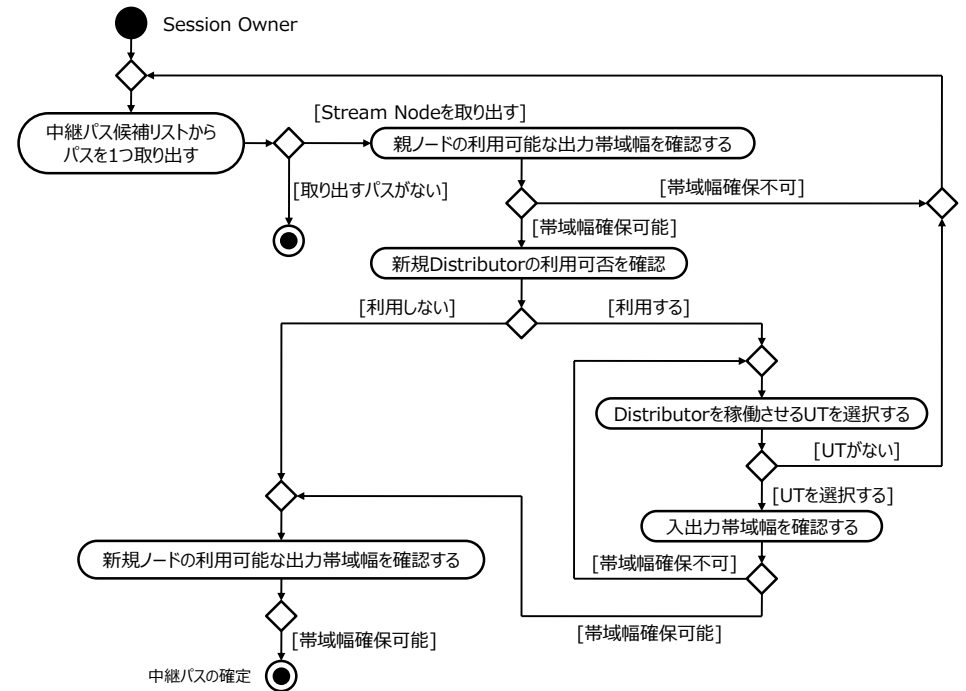 Session Owner
[Stream Nodeを取り出す]
中継パス候補リストから
パスを1つ取り出す
親ノードの利用可能な出力帯域幅を確認する
[取り出すパスがない]
[帯域幅確保不可]
[帯域幅確保可能]
新規Distributorの利用可否を確認
[利用しない]
[利用する]
Distributorを稼働させるUTを選択する
[UTがない]
[UTを選択する]
入出力帯域幅を確認する
新規ノードの利用可能な出力帯域幅を確認する
[帯域幅確保不可]
[帯域幅確保可能]
[帯域幅確保可能]
中継パスの確定